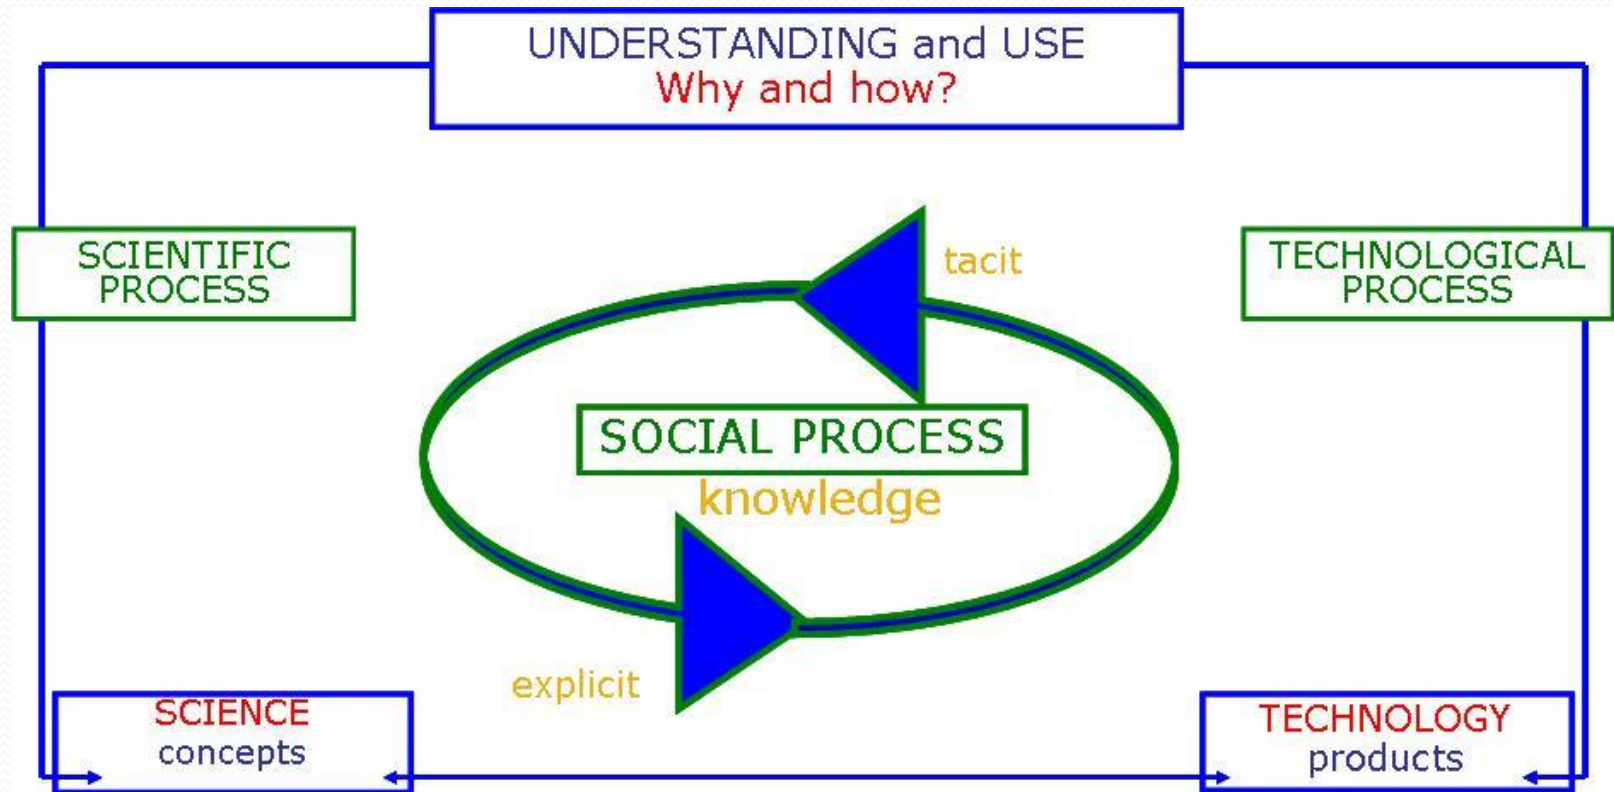 UNDERSTANDING and USE
Why and how?
SCIENTIFIC
PROCESS
tacit
TECHNOLOGICAL
PROCESS
SOCIAL PROCESS
knowledge
explicit
SCIENCE
concepts
TECHNOLOGY
products